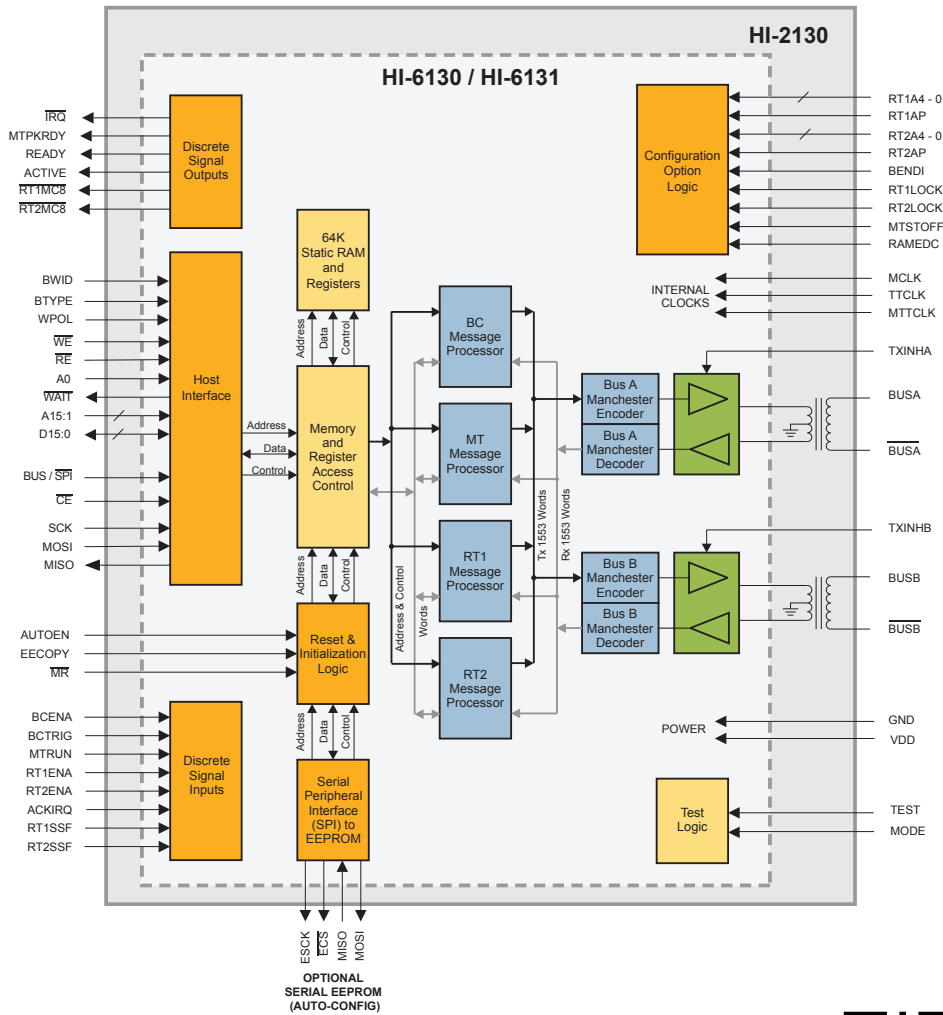 HI-2130
HI-6130 / HI-6131
IRQ
MTPKRDY
READY
ACTIVE
RT1MC8
RT2MC8
Discrete
Signal
Outputs
Configuration
Option
Logic
RT1A4 - 0
RT1AP
RT2A4 - 0
RT2AP
BENDI
RT1LOCK
RT2LOCK
MTSTOFF
RAMEDC
64K
Static RAM
and
Registers
Address
Data
Control
INTERNAL
CLOCKS
MCLK
TTCLK
MTTCLK
BWID
BTYPE
WPOL
WE
RE
A0
WAIT
A15:1
D15:0
BUS / SPI
CE
SCK
MOSI
MISO
Host
Interface
Address
Data
Control
Memory
and
Register
Access
Control
BC
Message
Processor
MT
Message
Processor
RT1
Message
Processor
RT2
Message
Processor
Address & Control
Words
Tx 1553 Words
Rx 1553 Words
Bus A
Manchester
Encoder
Bus A
Manchester
Decoder
TXINHA
BUSA
BUSA
Bus B
Manchester
Encoder
Bus B
Manchester
Decoder
TXINHB
BUSB
BUSB
Address
Data
Control
AUTOEN
EECOPY
MR
Reset &
Initialization
Logic
Address
Data
Control
BCENA
BCTRIG
MTRUN
RT1ENA
RT2ENA
ACKIRQ
RT1SSF
RT2SSF
Discrete
Signal
Inputs
Serial
Peripheral
Interface
(SPI) to
EEPROM
POWER
GND
VDD
Test
Logic
TEST
MODE
ESCK
ECS
MISO
MOSI
OPTIONAL
SERIAL EEPROM
(AUTO-CONFIG)